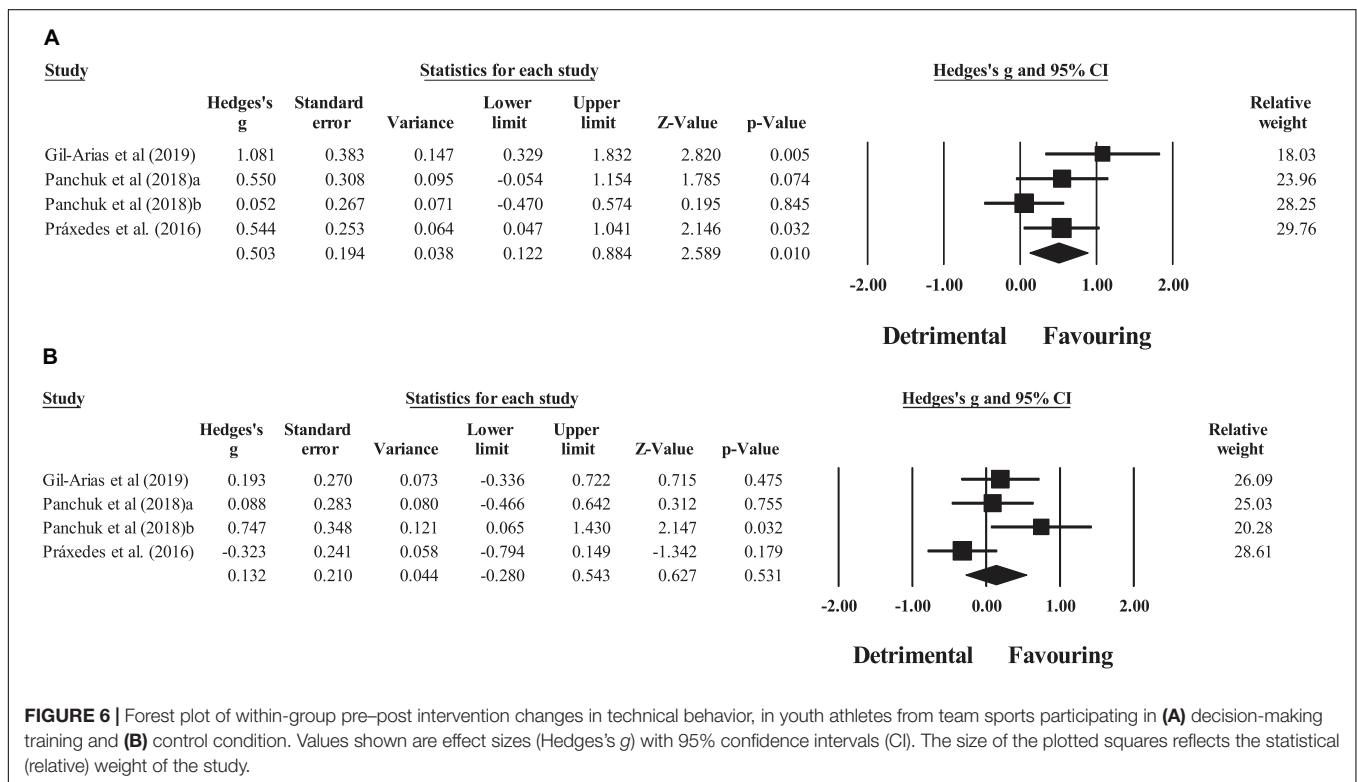 A
Study Statistics for each study Hedges's g and 95% CI
Hedges's Standard Lower Upper Relative
g error Variance limit limit Z-Value p-Value weight
Gil-Arias et al (2019) 1.081 0.383 0.147 0.329 1.832 2.820 0.005 18.03
Panchuk et al (2018)a 0.550 0.308 0.095 -0.054 1.154 1.785 0.074 23.96
Panchuk et al (2018)b 0.052 0.267 0.071 -0.470 0.574 0.195 0.845 28.25
Práxedes et al. (2016) 0.544 0.253 0.064 0.047 1.041 2.146 0.032 29.76
0.503 0.194 0.038 0.122 0.884 2.589 0.010
-2.00 -1.00 0.00 1.00 2.00
Detrimental Favouring
B
Study Statistics for each study Hedges's g and 95% CI
Hedges's Standard Lower Upper Relative
g error Variance limit limit Z-Value p-Value weight
Gil-Arias et al (2019) 0.193 0.270 0.073 -0.336 0.722 0.715 0.475 26.09
Panchuk et al (2018)a 0.088 0.283 0.080 -0.466 0.642 0.312 0.755 25.03
Panchuk et al (2018)b 0.747 0.348 0.121 0.065 1.430 2.147 0.032 20.28
Práxedes et al. (2016) -0.323 0.241 0.058 -0.794 0.149 -1.342 0.179 28.61
0.132 0.210 0.044 -0.280 0.543 0.627 0.531
-2.00 -1.00 0.00 1.00 2.00
Detrimental Favouring
FIGURE 6 | Forest plot of within-group pre–post intervention changes in technical behavior, in youth athletes from team sports participating in (A) decision-making
training and (B) control condition. Values shown are effect sizes (Hedges's g) with 95% confidence intervals (CI). The size of the plotted squares reflects the statistical
(relative) weight of the study.